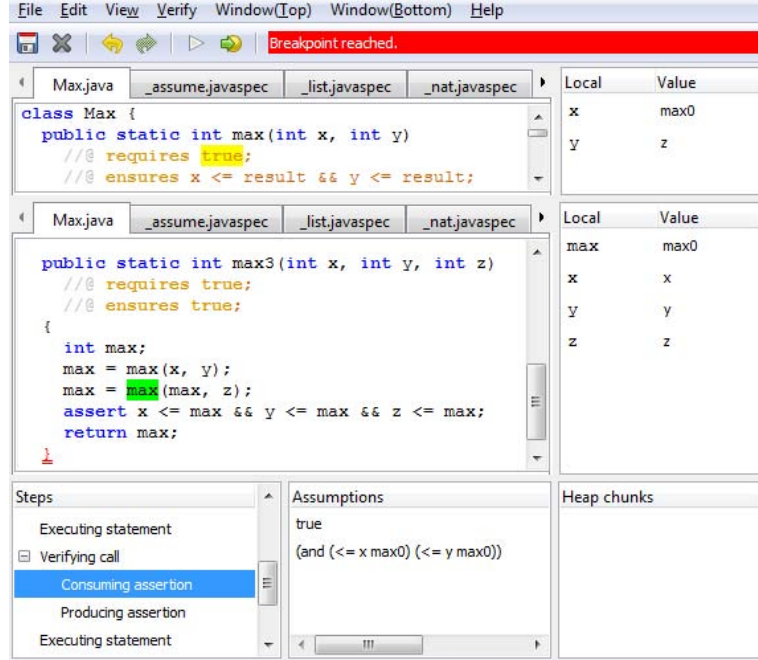 File Edit View Verify Window(Top) Window(Bottom) Help
Breakpoint reached.
Max.java _assume.javaspec _list.javaspec _nat.javaspec
class Max {
public static int max(int x, int y)
//@ requires true;
//@ ensures x <= result && y <= result;
Local Value
x max0
y z
Max.java _assume.javaspec _list.javaspec _nat.javaspec
public static int max3(int x, int y, int z)
//@ requires true;
//@ ensures true;
{
int max;
max = max(x, y);
max = max(max, z);
assert x <= max && y <= max && z <= max;
return max;
}
Local Value
max max0
x x
y y
z z
Steps
Executing statement
Verifying call
Consuming assertion
Producing assertion
Executing statement
Assumptions
true
(and (<= x max0) (<= y max0))
Heap chunks